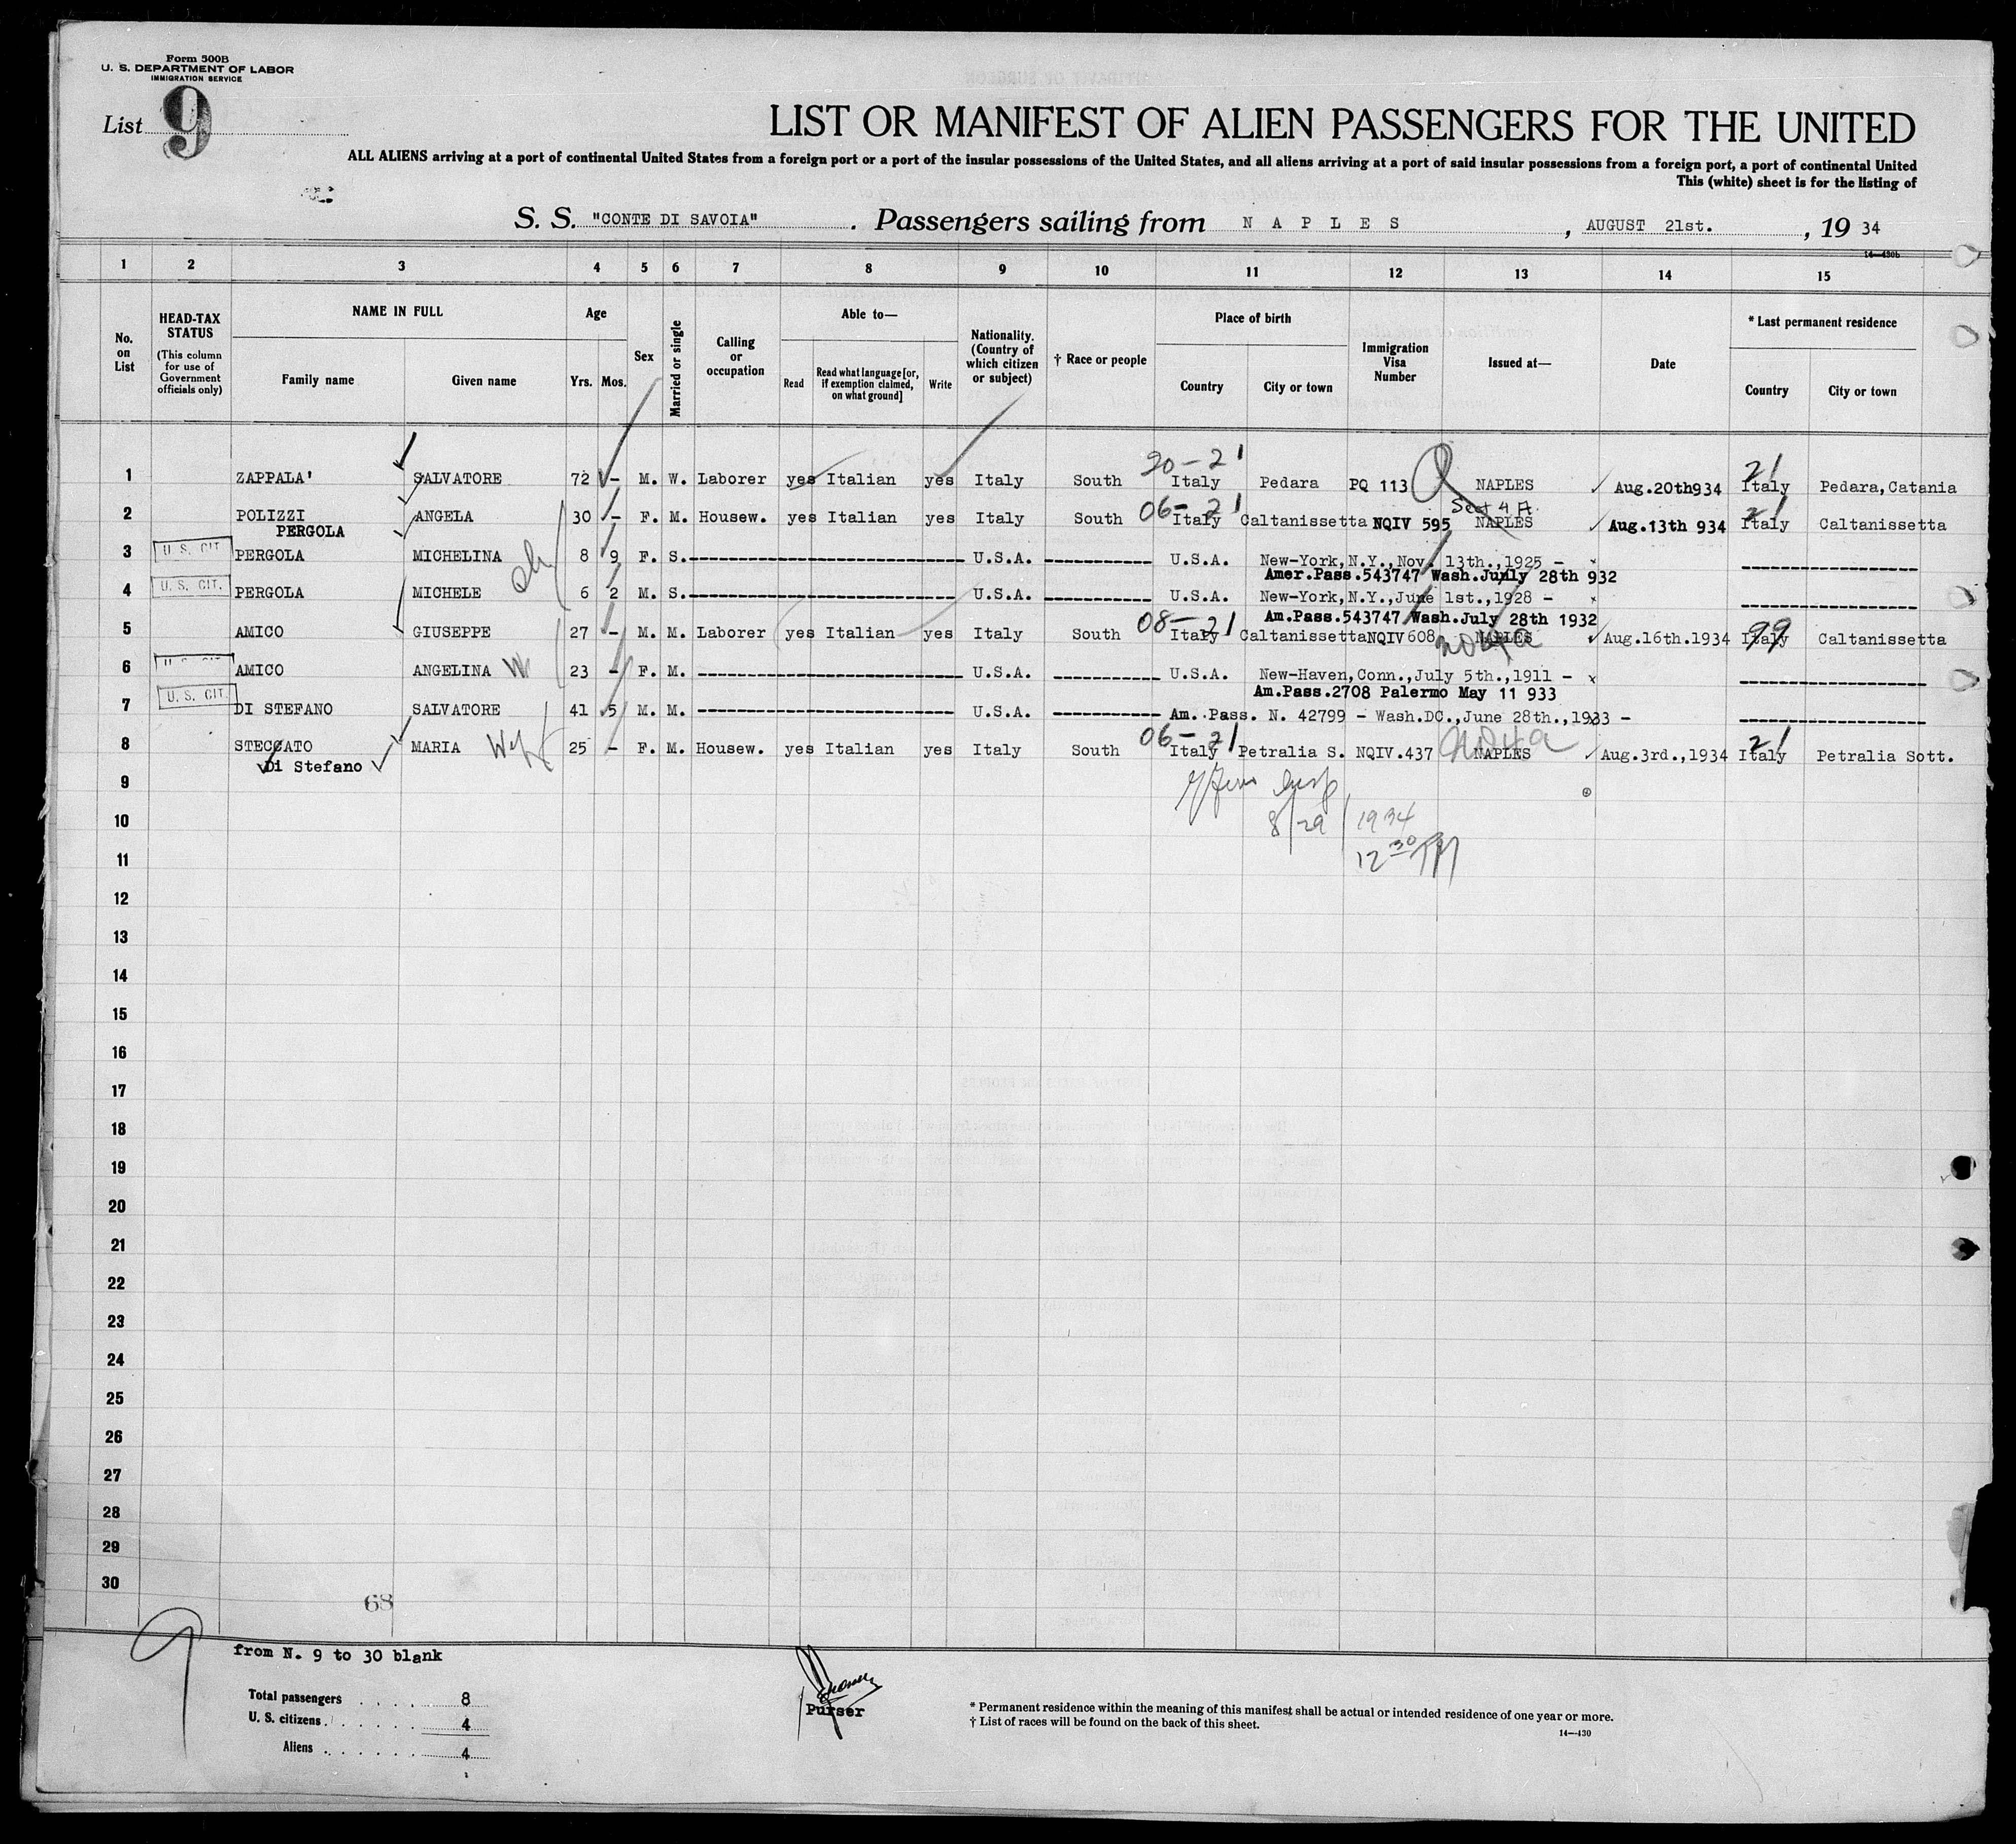 Form 500B
U. S. DEPARTMENT OF LABOR
IMMIGRATION SERVICE
List 9
LIST OR MANIFEST OF ALIEN PASSENGERS FOR THE UNITED
ALL ALIENS arriving at a port of continental United States from a foreign port or a port of the insular possessions of the United States, and all aliens arriving at a port of said insular possessions from a foreign port, a port of continental United
This (white) sheet is for the listing of
S. S. "CONTE DI SAVOIA". Passengers sailing from N A P L E S, AUGUST 21st., 19 34
14—430b
1 2 3 4 5 6 7 8 9 10 11 12 13 14 15
No. on List
HEAD-TAX STATUS (This column for use of Government officials only)
NAME IN FULL
Family name Given name
Age
Yrs. Mos.
Sex
Married or single
Calling or occupation
Able to—
Read Read what language [or, if exemption claimed, on what ground] Write
Nationality. (Country of which citizen or subject)
† Race or people
Place of birth
Country City or town
Immigration Visa Number
Issued at—
Date
* Last permanent residence
Country City or town
20-21 21
1 ZAPPALA' SALVATORE 72 - M. W. Laborer yes Italian yes Italy South Italy Pedara PQ 113 NAPLES Aug.20th934 Italy Pedara, Catania
06-21 Sect 4 A 21
2 POLIZZI ANGELA 30 - F. M. Housew. yes Italian yes Italy South Italy Caltanissetta NQIV 595 NAPLES Aug.13th 934 Italy Caltanissetta
PERGOLA
3 U. S. CIT. PERGOLA MICHELINA 8 9 F. S. U.S.A. U.S.A. New-York, N.Y., Nov. 13th., 1925 -
Amer.Pass.543747 Wash. July 28th 932
4 U. S. CIT. PERGOLA MICHELE 6 2 M. S. U.S.A. U.S.A. New-York, N.Y., June 1st., 1928 -
Am.Pass.543747 Wash.July 28th 1932
08-21 99
5 AMICO GIUSEPPE 27 - M. M. Laborer yes Italian yes Italy South Italy Caltanissetta NQIV 608 NAPLES Aug.16th.1934 Italy Caltanissetta
6 U. S. CIT. AMICO ANGELINA 23 - F. M. U.S.A. U.S.A. New-Haven, Conn., July 5th., 1911 -
Am.Pass.2708 Palermo May 11 933
7 U. S. CIT. DI STEFANO SALVATORE 41 5 M. M. U.S.A. Am. Pass. N. 42799 - Wash.DC., June 28th., 1933 -
06-21 21
8 STECCATO MARIA Wf 25 - F. M. Housew. yes Italian yes Italy South Italy Petralia S. NQIV.437 NAPLES Aug.3rd., 1934 Italy Petralia Sott.
Di Stefano
9
8/29/1934
10
12 30 PM
11
12
13
14
15
16
17
18
19
20
21
22
23
24
25
26
27
28
29
30
68
9
from N. 9 to 30 blank
Total passengers . . . . 8
U. S. citizens . . . . . . 4
Aliens . . . . . . 4
Purser
* Permanent residence within the meaning of this manifest shall be actual or intended residence of one year or more.
† List of races will be found on the back of this sheet.
14—430